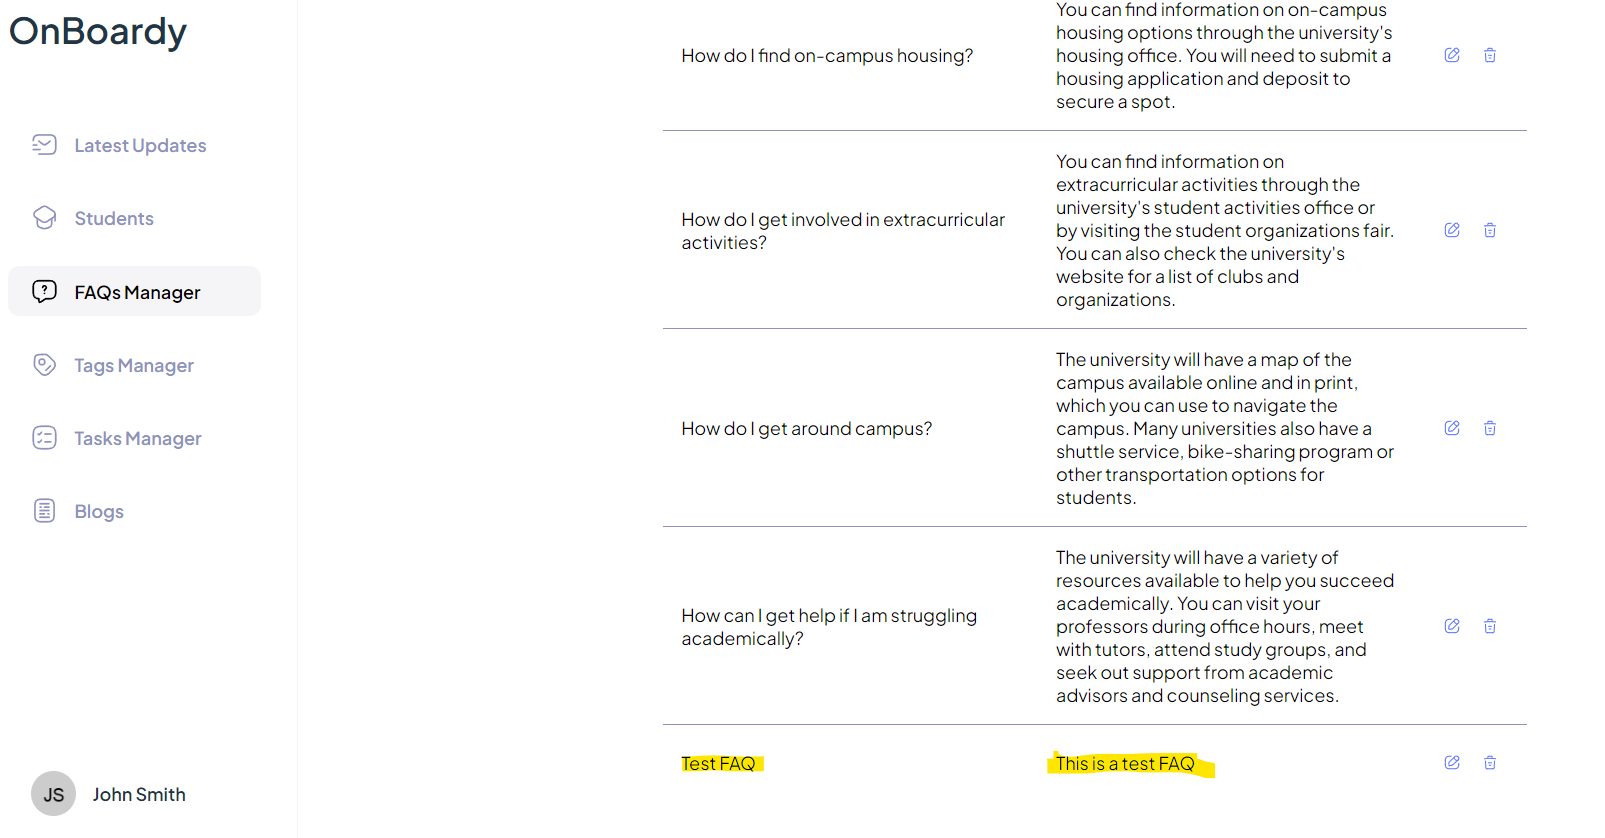 OnBoardy
Latest Updates
Students
FAQs Manager
Tags Manager
Tasks Manager
Blogs
JS
John Smith
How do I find on-campus housing?
You can find information on on-campus
housing options through the university's
housing office. You will need to submit a
housing application and deposit to
secure a spot.
How do I get involved in extracurricular
activities?
You can find information on
extracurricular activities through the
university's student activities office or
by visiting the student organizations fair.
You can also check the university's
website for a list of clubs and
organizations.
How do I get around campus?
The university will have a map of the
campus available online and in print,
which you can use to navigate the
campus. Many universities also have a
shuttle service, bike-sharing program or
other transportation options for
students.
How can I get help if I am struggling
academically?
The university will have a variety of
resources available to help you succeed
academically. You can visit your
professors during office hours, meet
with tutors, attend study groups, and
seek out support from academic
advisors and counseling services.
Test FAQ
This is a test FAQ